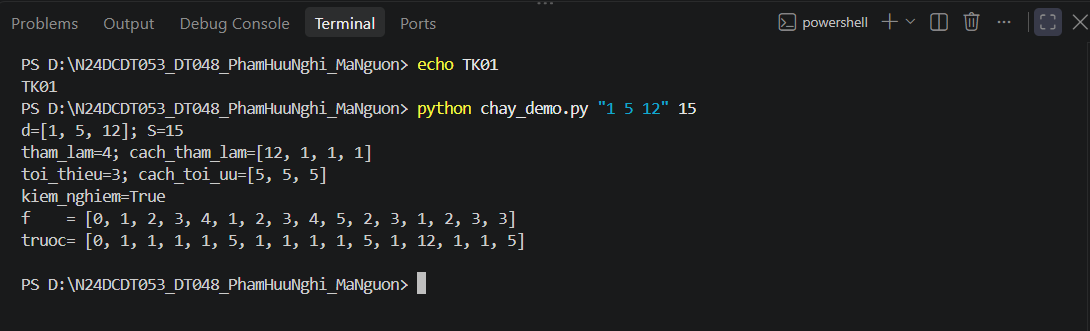 Problems Output Debug Console Terminal Ports powershell
PS D:\N24DCDT053_DT048_PhamHuuNghi_MaNguon> echo TK01
TK01
PS D:\N24DCDT053_DT048_PhamHuuNghi_MaNguon> python chay_demo.py "1 5 12" 15
d=[1, 5, 12]; S=15
tham_lam=4; cach_tham_lam=[12, 1, 1, 1]
toi_thieu=3; cach_toi_uu=[5, 5, 5]
kiem_nghiem=True
f    = [0, 1, 2, 3, 4, 1, 2, 3, 4, 5, 2, 3, 1, 2, 3, 3]
truoc= [0, 1, 1, 1, 1, 5, 1, 1, 1, 1, 5, 1, 12, 1, 1, 5]
PS D:\N24DCDT053_DT048_PhamHuuNghi_MaNguon>